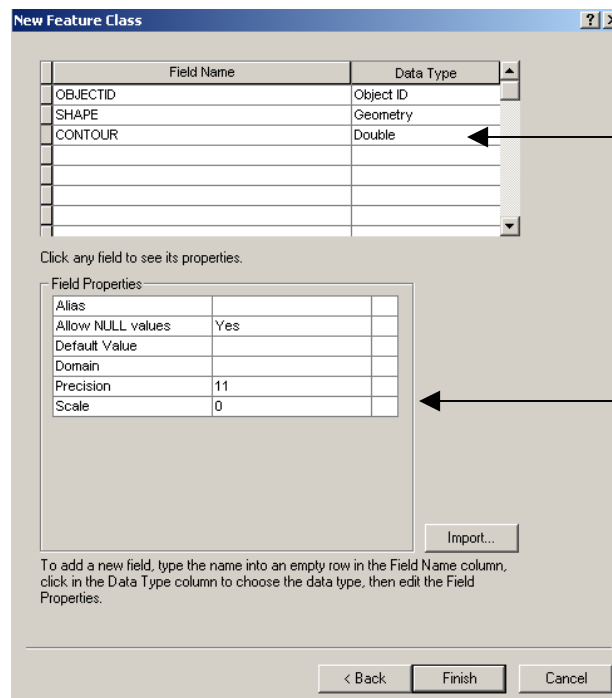 New Feature Class
Field Name Data Type
OBJECTID Object ID
SHAPE Geometry
CONTOUR Double
Click any field to see its properties.
Field Properties
Alias
Allow NULL values Yes
Default Value
Domain
Precision 11
Scale 0
Import...
To add a new field, type the name into an empty row in the Field Name column,
click in the Data Type column to choose the data type, then edit the Field
Properties.
< Back Finish Cancel